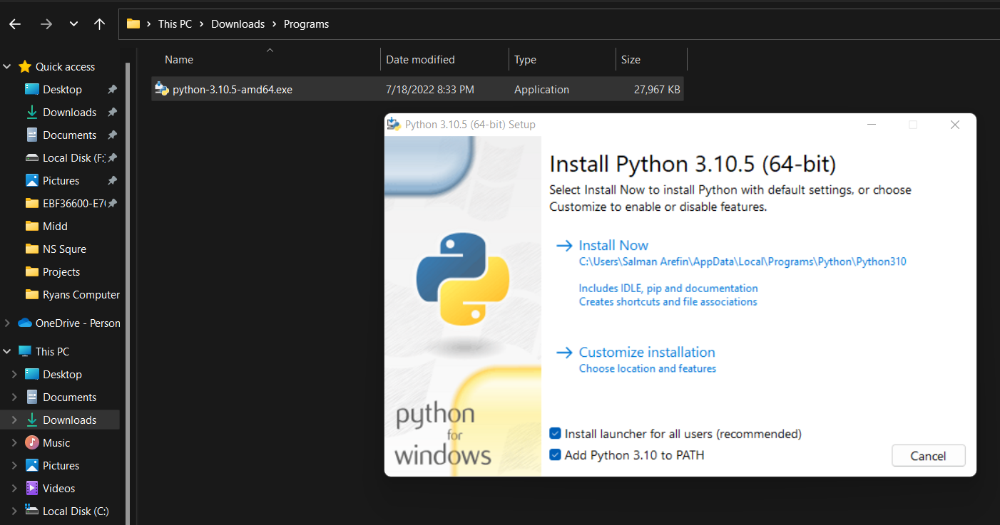 This PC > Downloads > Programs
Name Date modified Type Size
python-3.10.5-amd64.exe 7/18/2022 8:33 PM Application 27,967 KB
Quick access
Desktop
Downloads
Documents
Local Disk (F:)
Pictures
EBF36600-E7(
Midd
NS Squre
Projects
Ryans Computer
OneDrive - Person
This PC
Desktop
Documents
Downloads
Music
Pictures
Videos
Local Disk (C:)
Python 3.10.5 (64-bit) Setup
Install Python 3.10.5 (64-bit)
Select Install Now to install Python with default settings, or choose
Customize to enable or disable features.
Install Now
C:\Users\Salman Arefin\AppData\Local\Programs\Python\Python310
Includes IDLE, pip and documentation
Creates shortcuts and file associations
Customize installation
Choose location and features
python
for
windows
Install launcher for all users (recommended)
Add Python 3.10 to PATH
Cancel